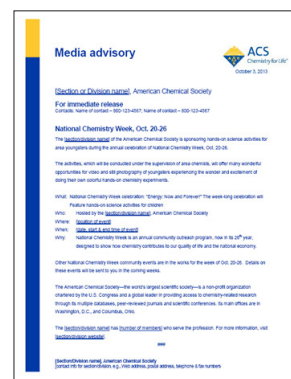 Media advisory
ACS
Chemistry for Life™
October 3, 2013
[Section or Division name], American Chemical Society
For immediate release
Contacts: Name of contact – 800-123-4567; Name of contact – 800-123-4567
National Chemistry Week, Oct. 20-26
The [section/division name] of the American Chemical Society is sponsoring hands-on science activities for
area youngsters during the annual celebration of National Chemistry Week, Oct. 20-26.
The activities, which will be conducted under the supervision of area chemists, will offer many wonderful
opportunities for video and still photography of youngsters experiencing the wonder and excitement of
doing their own colorful hands-on chemistry experiments.
What: National Chemistry Week celebration: "Energy: Now and Forever!" The week-long celebration will
Feature hands-on science activities for children
Who: Hosted by the [section/division name], American Chemical Society
Where: [location of event]
When: [date, start & end time of event]
Why: National Chemistry Week is an annual community outreach program, now in its 26th year,
designed to show how chemistry contributes to our quality of life and the national economy.
Other National Chemistry Week community events are in the works for the week of Oct. 20-26. Details on
these events will be sent to you in the coming weeks.
The American Chemical Society—the world's largest scientific society—is a non-profit organization
chartered by the U.S. Congress and a global leader in providing access to chemistry-related research
through its multiple databases, peer-reviewed journals and scientific conferences. Its main offices are in
Washington, D.C., and Columbus, Ohio.
The [section/division name] has [number of members] who serve the profession. For more information, visit
[section/division website].
###
[Section/Division name], American Chemical Society
[contact info for section/division, e.g., Web address, postal address, telephone & fax numbers